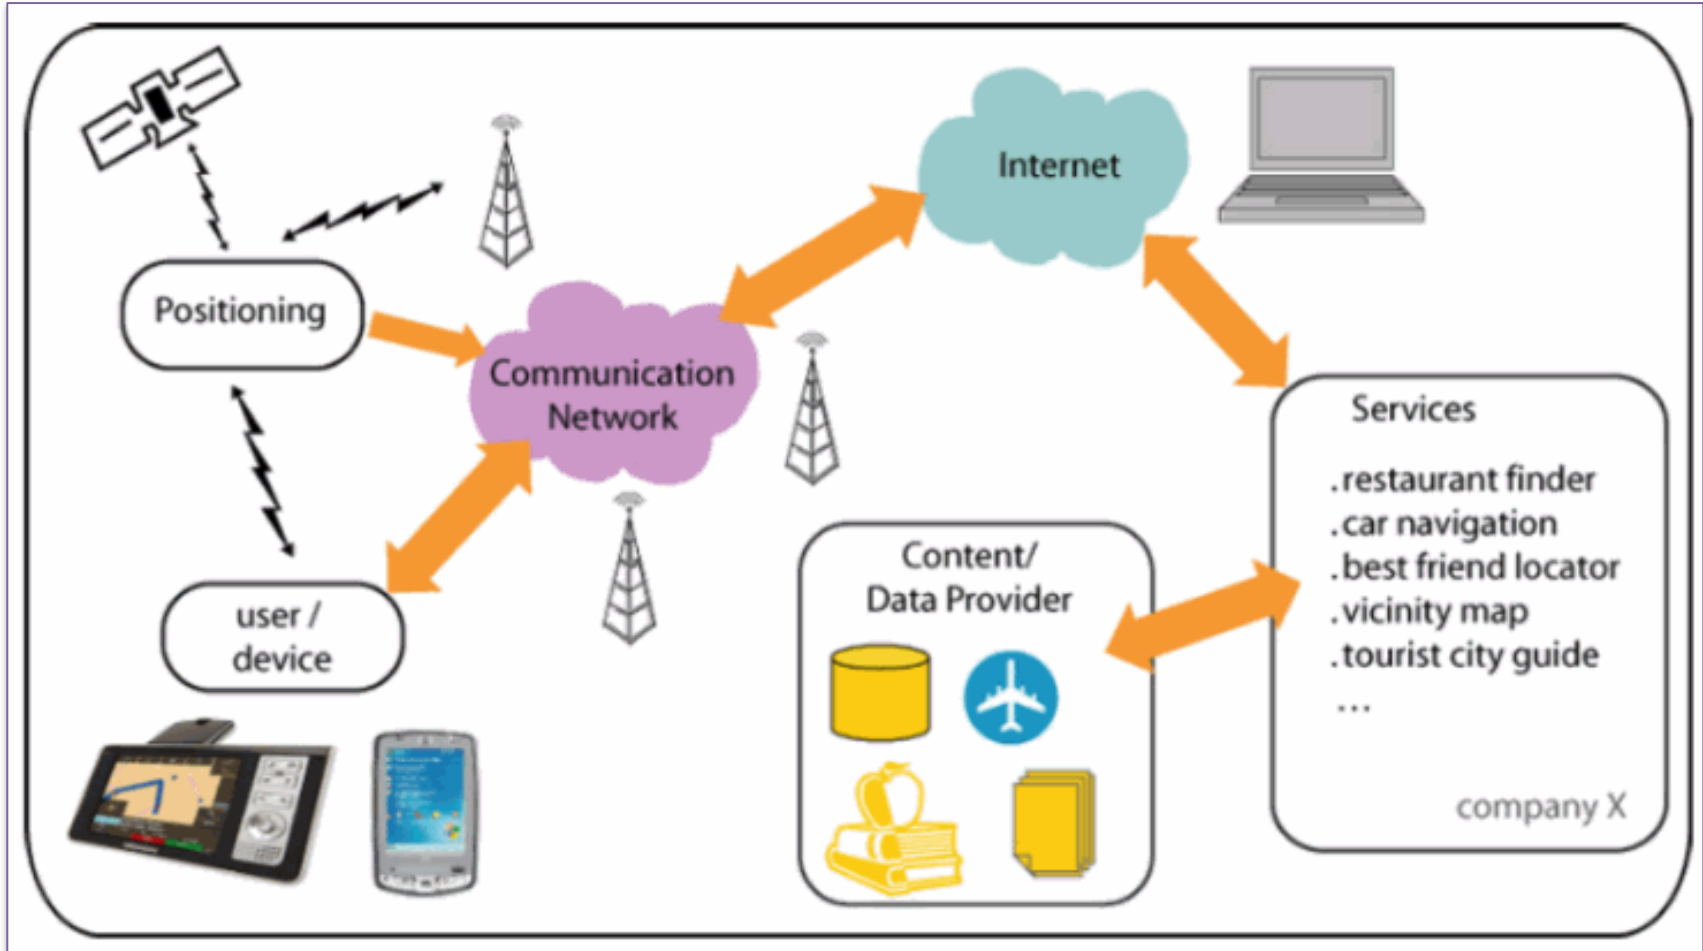 Internet
Positioning
Communication
Network
Services
.restaurant finder
.car navigation
.best friend locator
.vicinity map
.tourist city guide
...
company X
Content/
Data Provider
user /
device